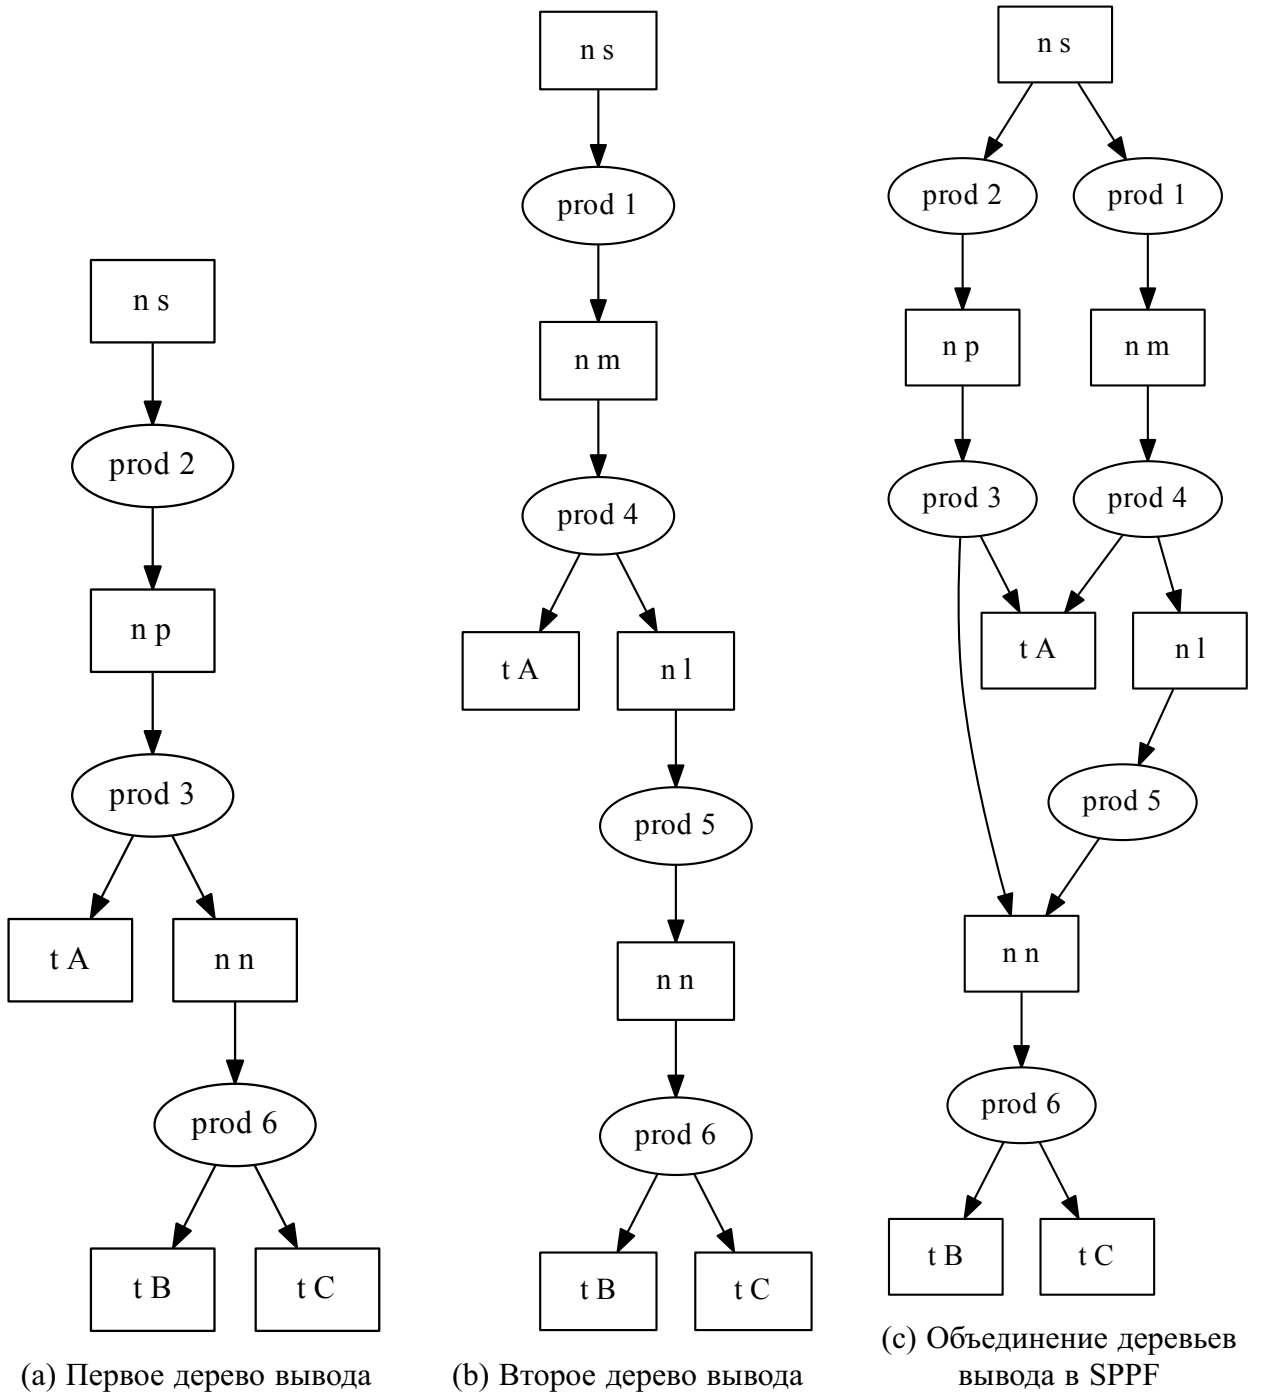 n s
prod 2
n p
prod 3
t A
n n
prod 6
t B
t C
(a) Первое дерево вывода
n s
prod 1
n m
prod 4
t A
n l
prod 5
n n
prod 6
t B
t C
(b) Второе дерево вывода
n s
prod 2
prod 1
n p
n m
prod 3
prod 4
t A
n l
prod 5
n n
prod 6
t B
t C
(c) Объединение деревьев
вывода в SPPF